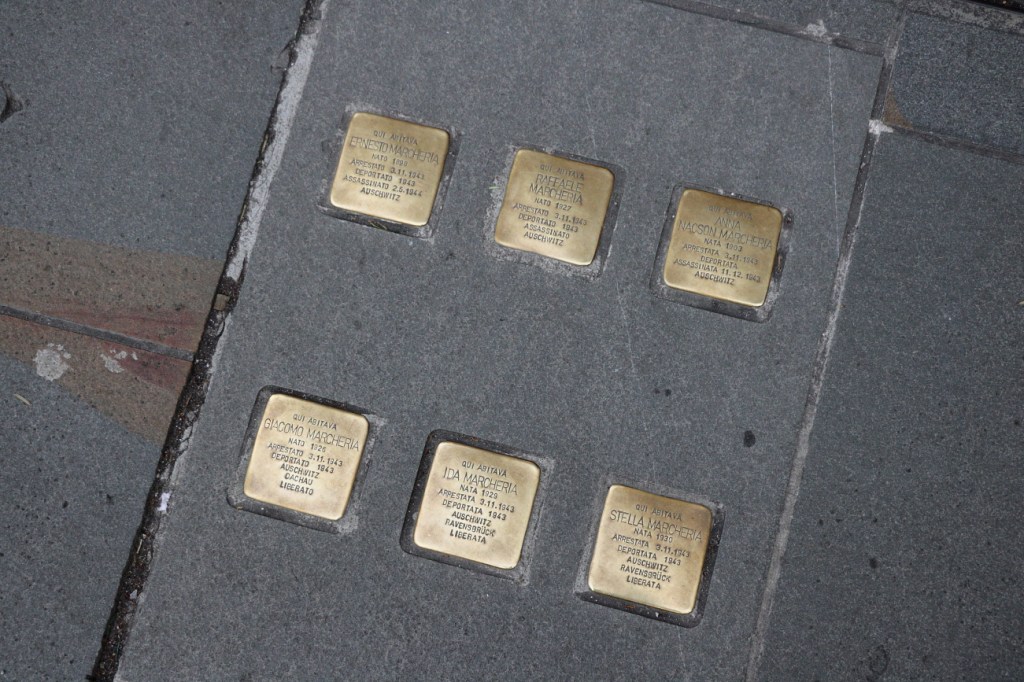 QUI ABITAVA
ERNESTO MARCHERIA
NATO
ARRESTATO 3.11.1943
DEPORTATO 1943
ASSASSINATO 2.5.1944
AUSCHWITZ
QUI ABITAVA
RAFFAELE
MARCHERIA
NATO 1927
ARRESTATO 3.11.1943
DEPORTATO 1943
ASSASSINATO
AUSCHWITZ
QUI ABITAVA
ANNA
NACSON MARCHERIA
NATA 1902
ARRESTATA 3.11.1943
DEPORTATA
ASSASSINATA 11.12.1943
AUSCHWITZ
QUI ABITAVA
GIACOMO MARCHERIA
NATO
ARRESTATO 3.11.1943
DEPORTATO 1943
AUSCHWITZ
DACHAU
LIBERATO
QUI ABITAVA
IDA MARCHERIA
NATA 1929
ARRESTATA 3.11.1943
DEPORTATA 1943
AUSCHWITZ
RAVENSBRÜCK
LIBERATA
QUI ABITAVA
STELLA MARCHERIA
NATA 1930
ARRESTATA 3.11.1943
DEPORTATA 1943
AUSCHWITZ
RAVENSBRÜCK
LIBERATA